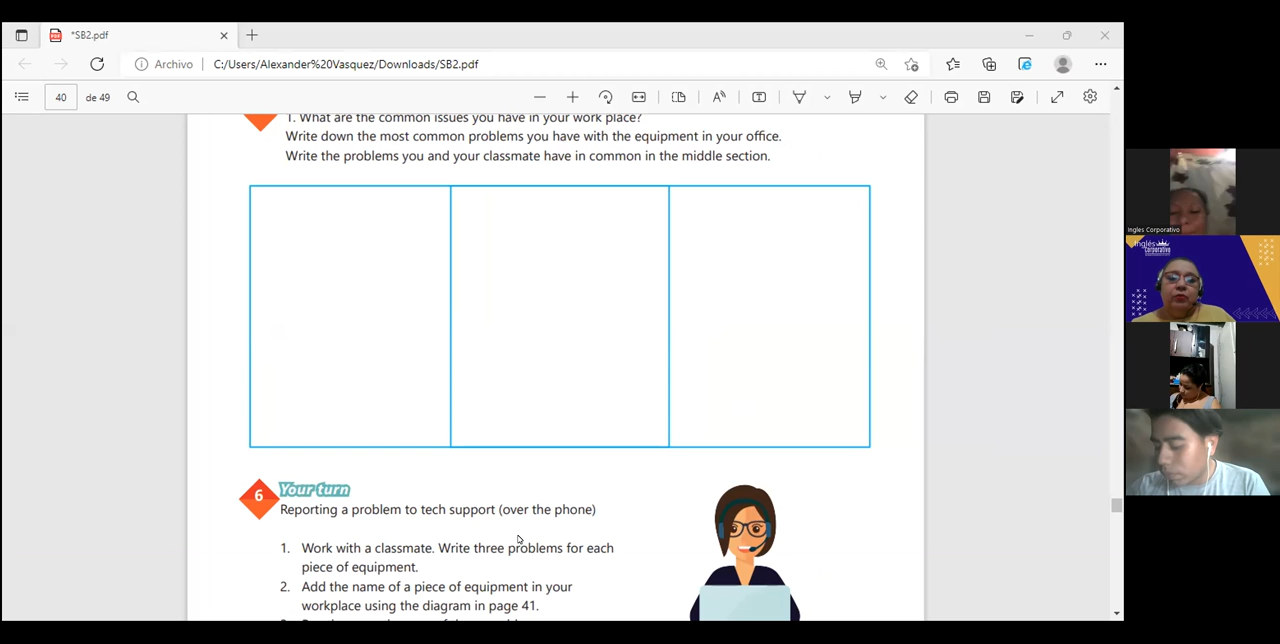 *SB2.pdf
Archivo
C:/Users/Alexander%20Vasquez/Downloads/SB2.pdf
40 de 49
1. What are the common issues you have in your work place?
Write down the most common problems you have with the equipment in your office.
Write the problems you and your classmate have in common in the middle section.
6 Your turn
Reporting a problem to tech support (over the phone)
1. Work with a classmate. Write three problems for each
piece of equipment.
2. Add the name of a piece of equipment in your
workplace using the diagram in page 41.
Ingles Corporativo
Inglés
Corporativo